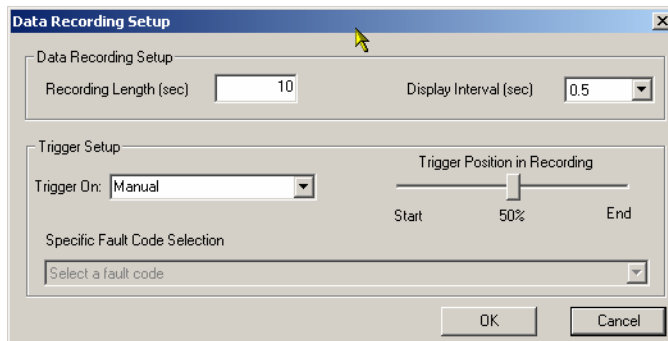 Data Recording Setup
Data Recording Setup
Recording Length (sec) 10 Display Interval (sec) 0.5
Trigger Setup
Trigger Position in Recording
Trigger On: Manual
Start 50% End
Specific Fault Code Selection
Select a fault code
OK Cancel